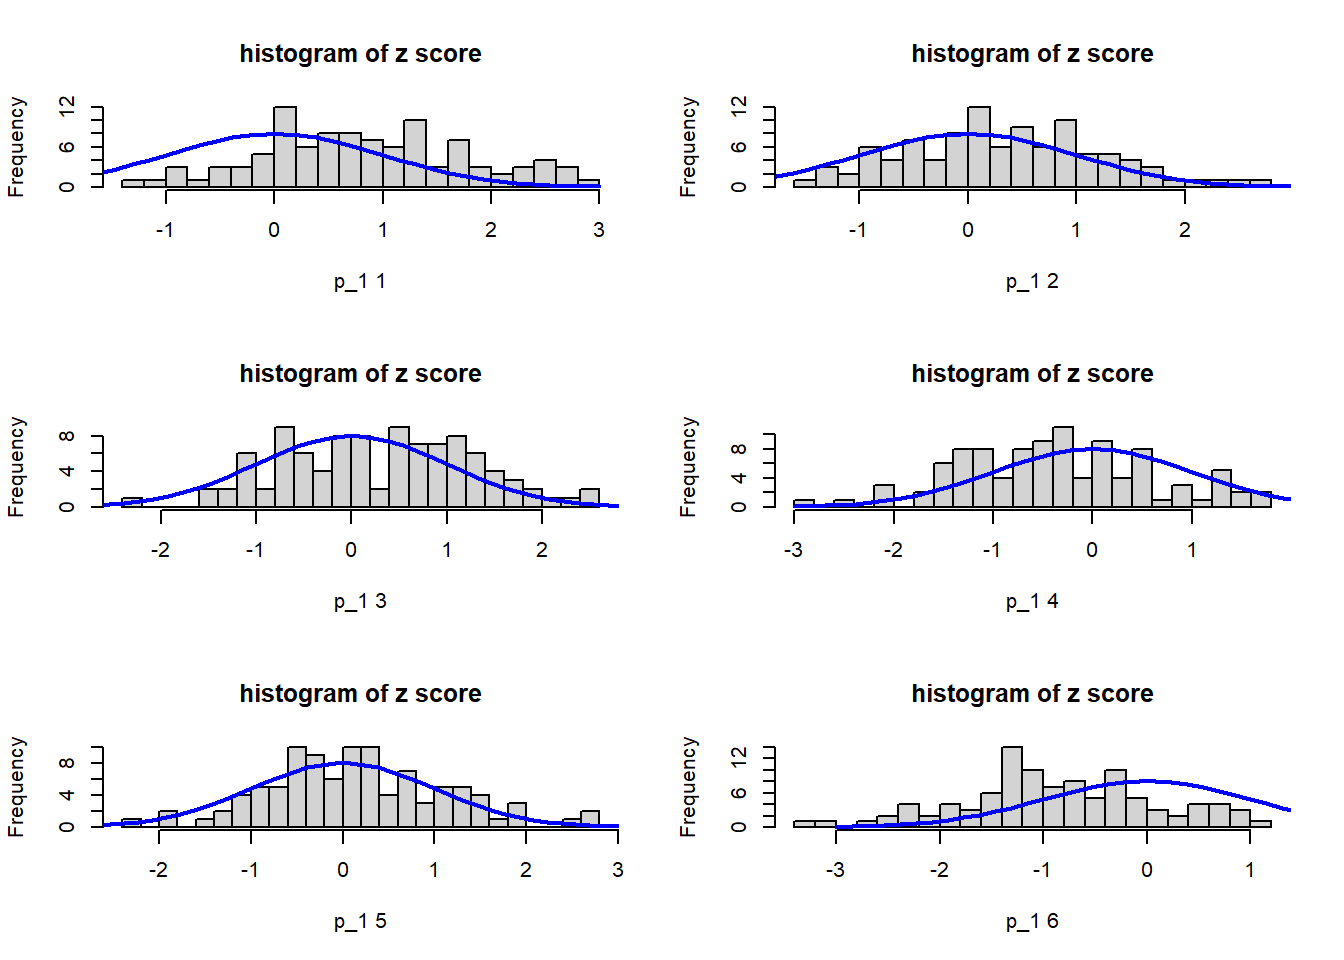 histogram of z score
Frequency
0 6 12
-1 0 1 2 3
p_1 1
histogram of z score
Frequency
0 6 12
-1 0 1 2
p_1 2
histogram of z score
Frequency
0 4 8
-2 -1 0 1 2
p_1 3
histogram of z score
Frequency
0 4 8
-3 -2 -1 0 1
p_1 4
histogram of z score
Frequency
0 4 8
-2 -1 0 1 2 3
p_1 5
histogram of z score
Frequency
0 6 12
-3 -2 -1 0 1
p_1 6